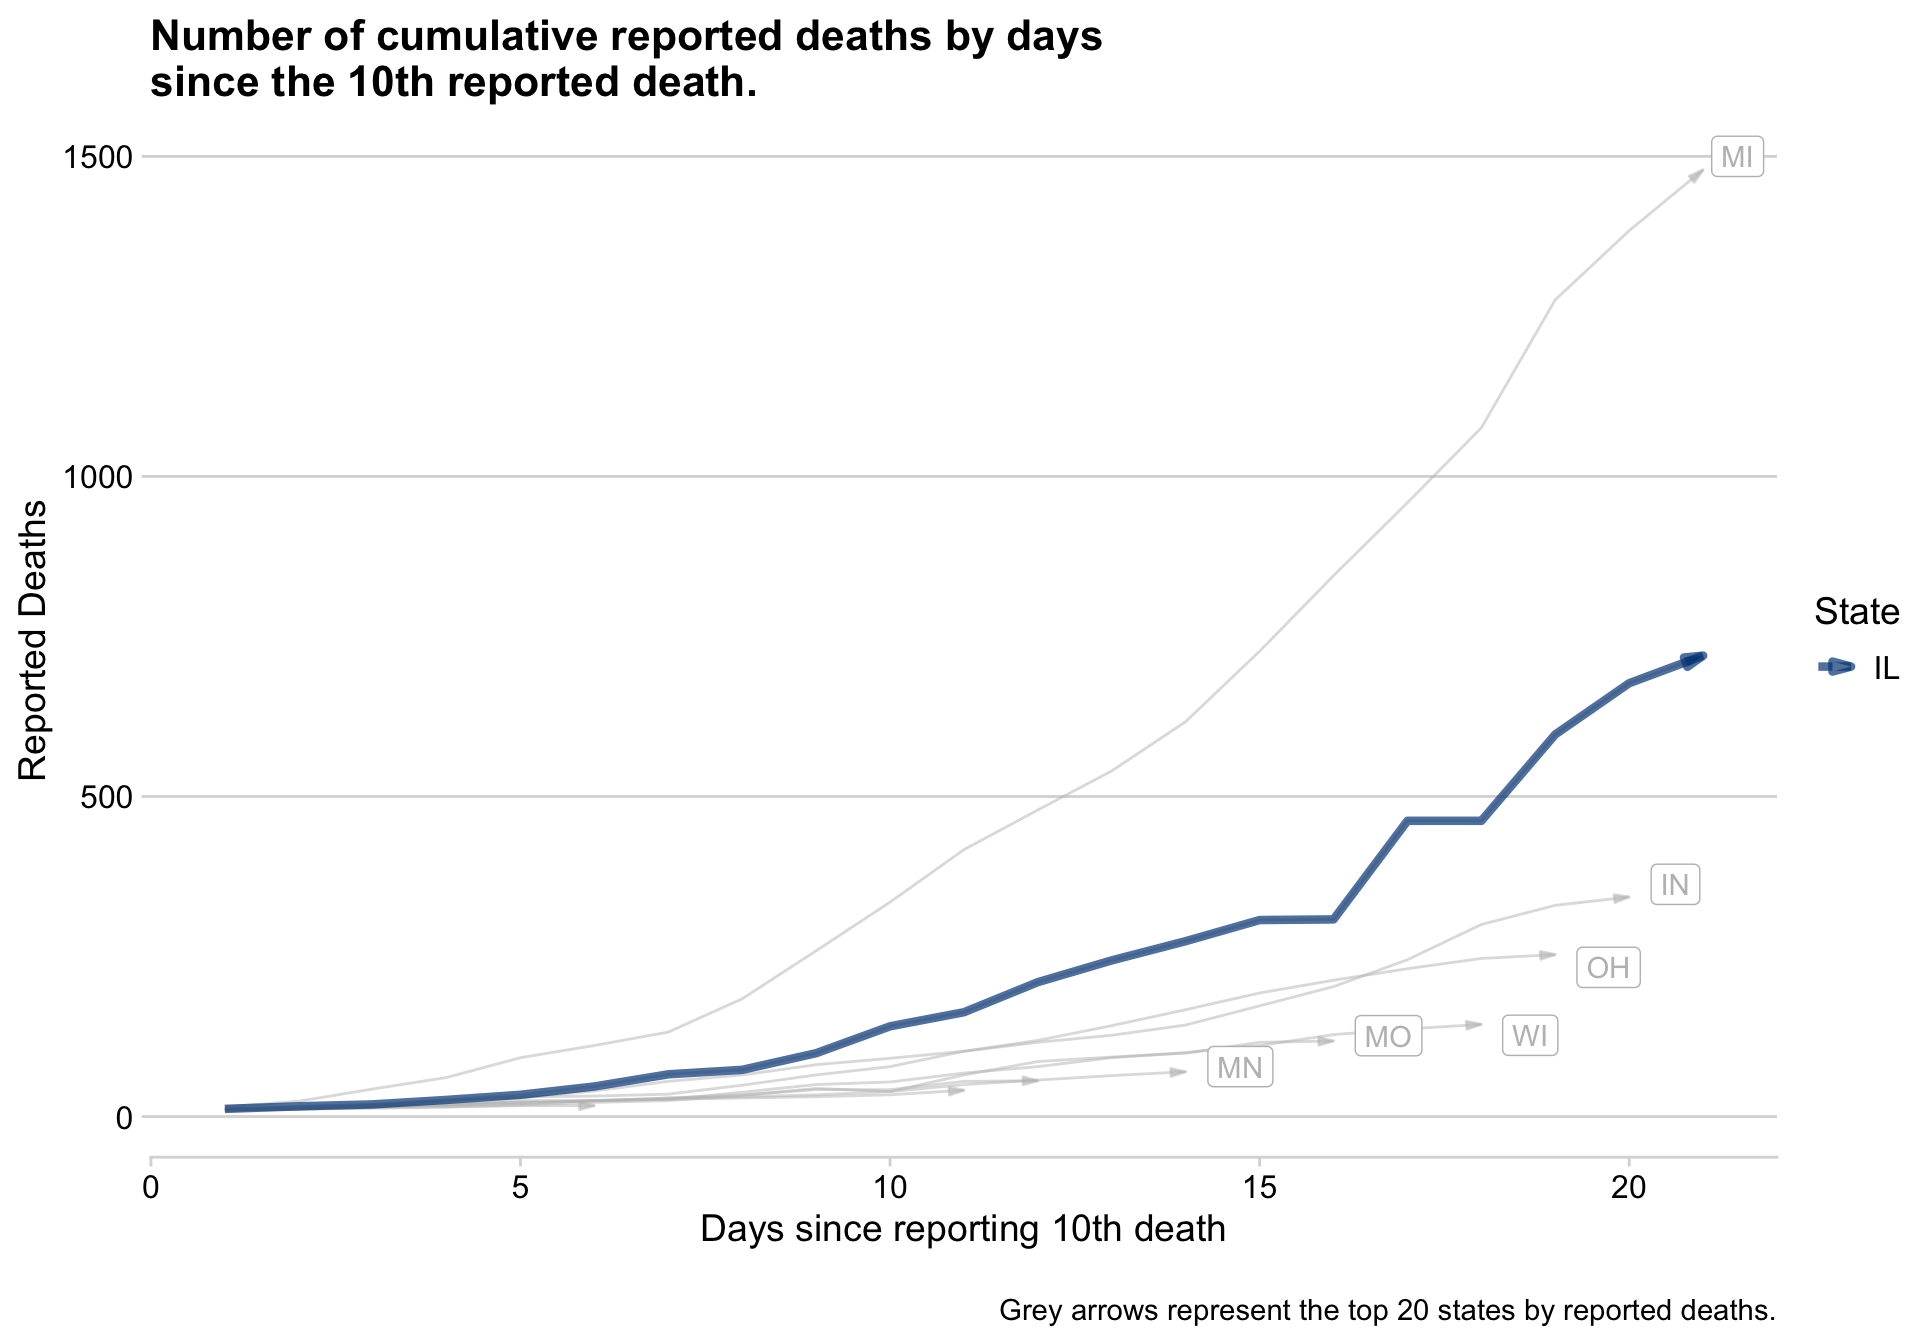 Number of cumulative reported deaths by days
since the 10th reported death.
1500
MI
1000
Reported Deaths
State
IL
500
IN
OH
MO
WI
MN
0
0 5 10 15 20
Days since reporting 10th death
Grey arrows represent the top 20 states by reported deaths.